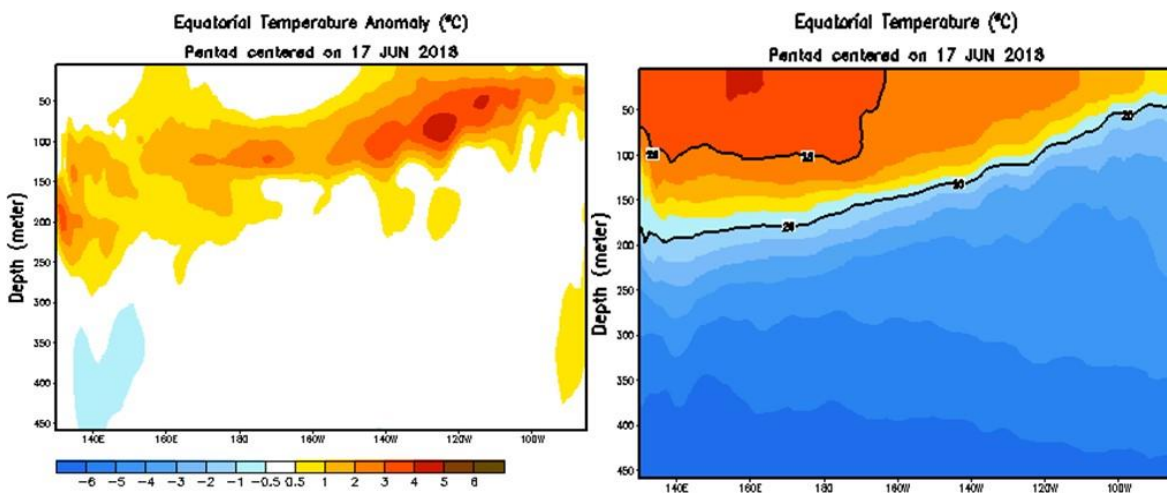 Equatorial Temperature Anomaly (°C)
Pentad centered on 17 JUN 2018
Depth (meter)
50
100
150
200
250
300
350
400
450
140E 160E 180 160W 140W 120W 100W
-6 -5 -4 -3 -2 -1 -0.5 0.5 1 2 3 4 5 6
Equatorial Temperature (°C)
Pentad centered on 17 JUN 2018
Depth (meter)
50
100
150
200
250
300
350
400
450
20
20
140E 160E 180 160W 140W 120W 100W